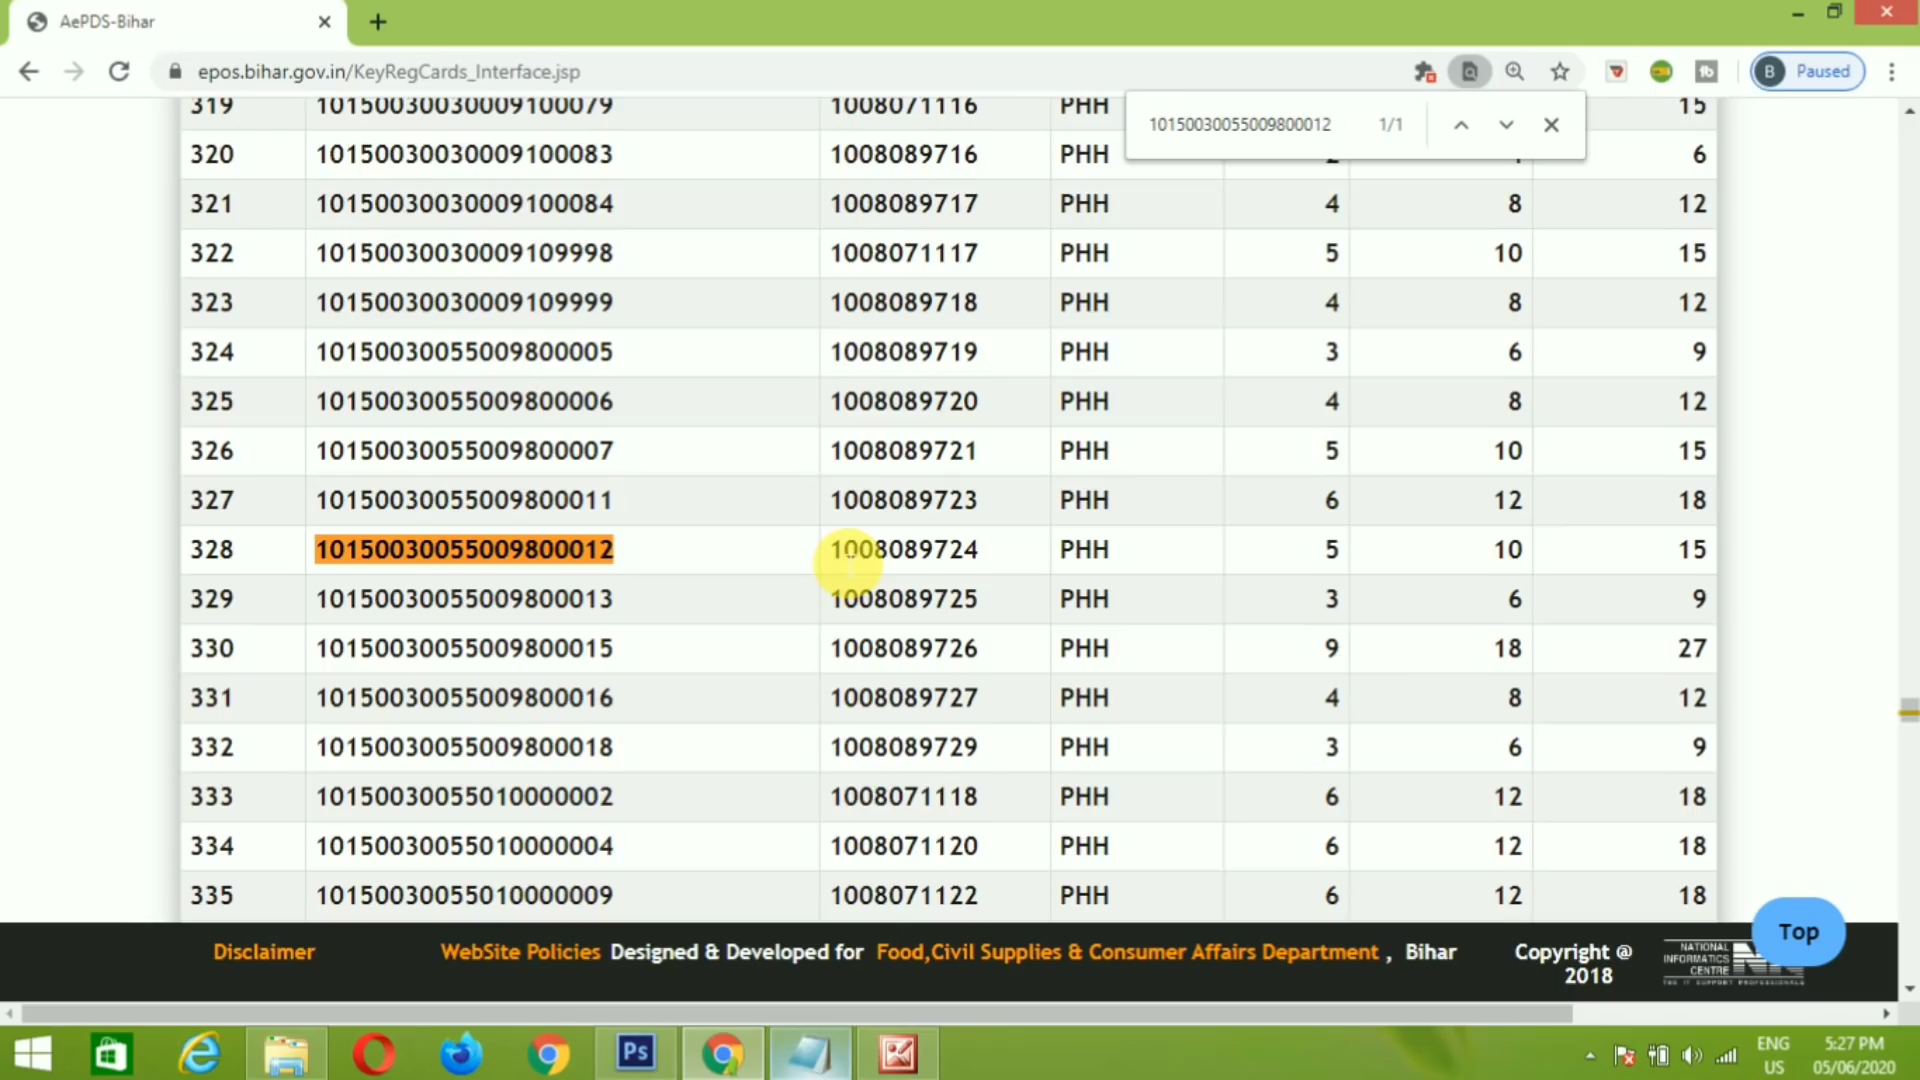 AePDS-Bihar
epos.bihar.gov.in/KeyRegCards_Interface.jsp
B Paused
10150030055009800012 1/1
319 10150030030009100079 1008071116 PHH 15
320 10150030030009100083 1008089716 PHH 6
321 10150030030009100084 1008089717 PHH 4 8 12
322 10150030030009109998 1008071117 PHH 5 10 15
323 10150030030009109999 1008089718 PHH 4 8 12
324 10150030055009800005 1008089719 PHH 3 6 9
325 10150030055009800006 1008089720 PHH 4 8 12
326 10150030055009800007 1008089721 PHH 5 10 15
327 10150030055009800011 1008089723 PHH 6 12 18
328 10150030055009800012 1008089724 PHH 5 10 15
329 10150030055009800013 1008089725 PHH 3 6 9
330 10150030055009800015 1008089726 PHH 9 18 27
331 10150030055009800016 1008089727 PHH 4 8 12
332 10150030055009800018 1008089729 PHH 3 6 9
333 10150030055010000002 1008071118 PHH 6 12 18
334 10150030055010000004 1008071120 PHH 6 12 18
335 10150030055010000009 1008071122 PHH 6 12 18
Top
Disclaimer WebSite Policies Designed & Developed for Food,Civil Supplies & Consumer Affairs Department , Bihar Copyright @
2018
NATIONAL
INFORMATICS
CENTRE
Ps
ENG
US
5:27 PM
05/06/2020